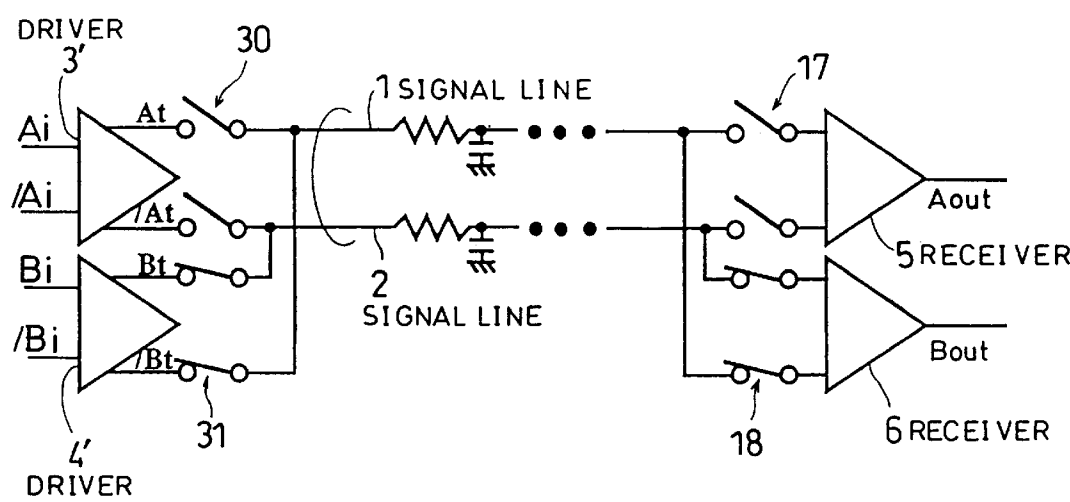 DRIVER
3'
30
17
1 SIGNAL LINE
Ai
At
/Ai
/At
Aout
5 RECEIVER
Bi
Bt
2
SIGNAL LINE
/Bi
/Bt
Bout
31
18
6 RECEIVER
4'
DRIVER